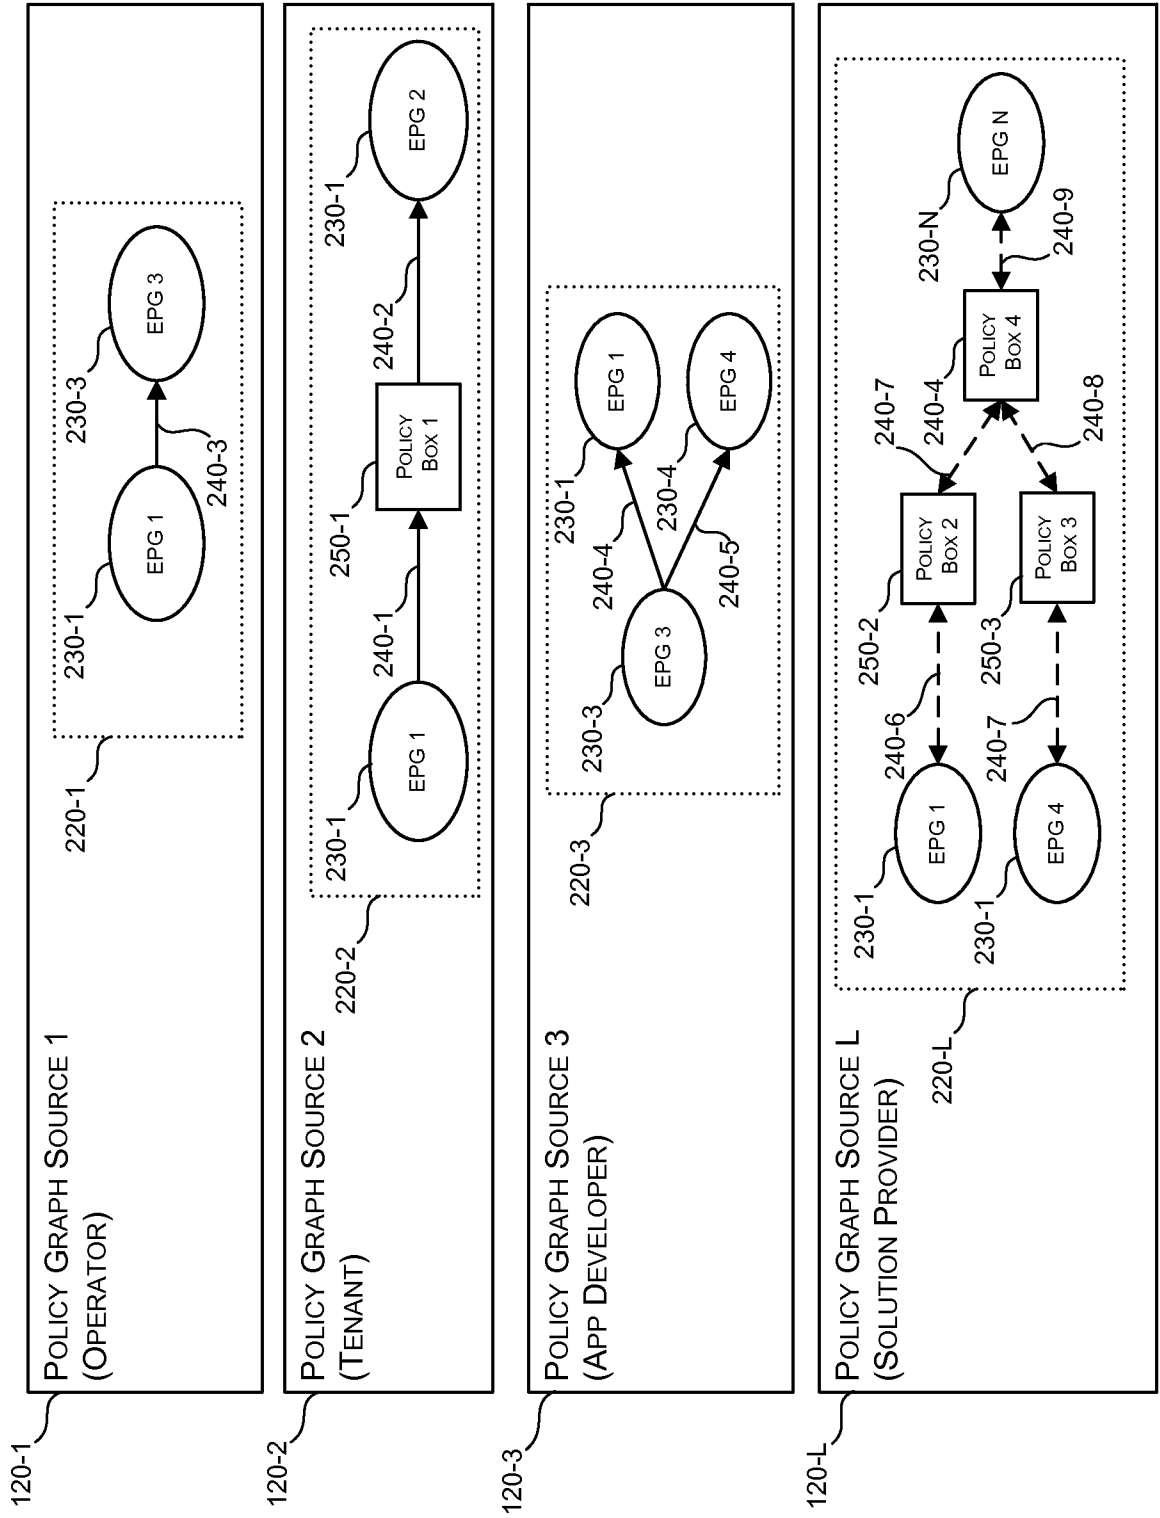 120-1
POLICY GRAPH SOURCE 1
(OPERATOR)
220-1
230-1
EPG 1
240-3
230-3
EPG 3
120-2
POLICY GRAPH SOURCE 2
(TENANT)
220-2
230-1
EPG 1
240-1
250-1
POLICY
BOX 1
240-2
230-1
EPG 2
120-3
POLICY GRAPH SOURCE 3
(APP DEVELOPER)
220-3
230-3
EPG 3
240-4
240-5
230-1
EPG 1
230-4
EPG 4
120-L
POLICY GRAPH SOURCE L
(SOLUTION PROVIDER)
220-L
230-1
EPG 1
240-6
250-2
POLICY
BOX 2
240-7
230-1
EPG 4
240-7
250-3
POLICY
BOX 3
240-8
240-4
POLICY
BOX 4
240-9
230-N
EPG N